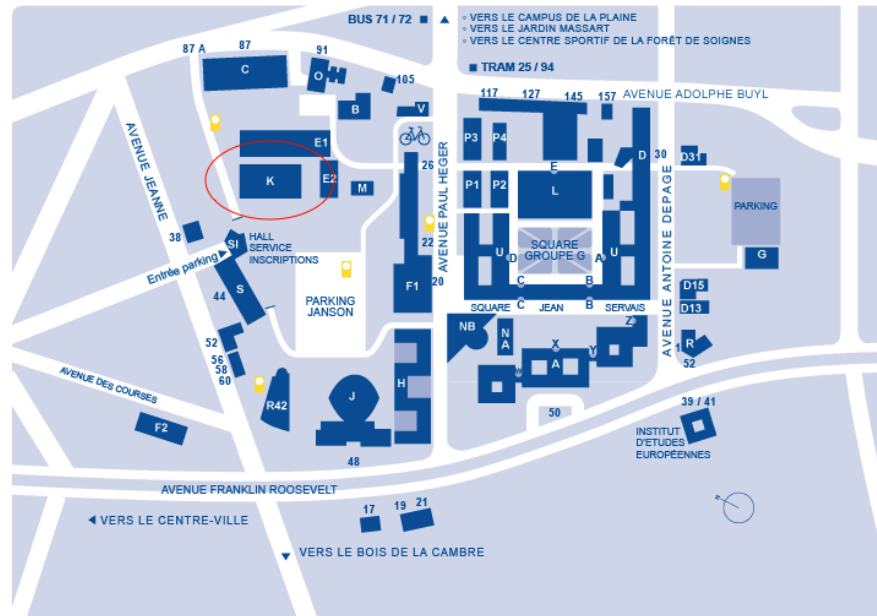 BUS 71 / 72
VERS LE CAMPUS DE LA PLAINE
VERS LE JARDIN MASSART
VERS LE CENTRE SPORTIF DE LA FORÊT DE SOIGNES
TRAM 25 / 94
87 A
87
91
105
117
127
145
157
AVENUE ADOLPHE BUYL
C
O
B
V
E1
E2
K
M
26
P3
P4
P1
P2
E
L
D
30
D31
PARKING
G
AVENUE JEANNE
AVENUE PAUL HEGER
AVENUE ANTOINE DEPAGE
38
SI
HALL
SERVICE
INSCRIPTIONS
Entrée parking
44
S
PARKING
JANSON
22
20
F1
U
D
SQUARE
GROUPE G
A
U
C
B
C
B
SQUARE JEAN SERVAIS
D15
D13
NB
N
A
Z
X
Y
W
A
R
1
52
52
56
58
60
AVENUE DES COURSES
F2
R42
J
H
48
50
39 / 41
INSTITUT
D'ETUDES
EUROPÉENNES
AVENUE FRANKLIN ROOSEVELT
17
19
21
VERS LE CENTRE-VILLE
VERS LE BOIS DE LA CAMBRE